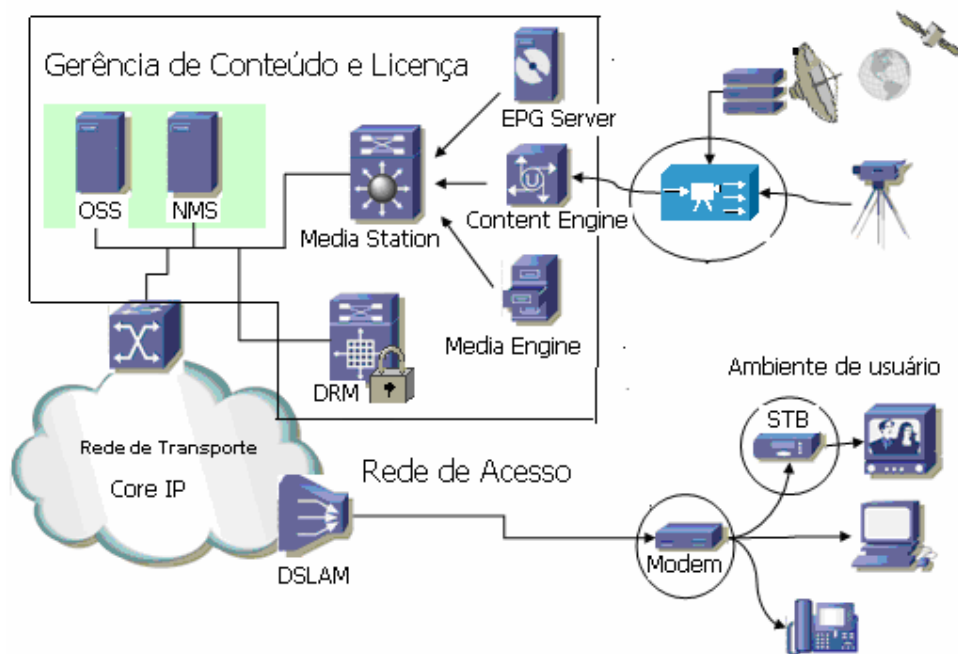 Gerência de Conteúdo e Licença
EPG Server
OSS
NMS
Media Station
U
Content Engine
Media Engine
DRM
Ambiente de usuário
STB
Rede de Transporte
Core IP
Rede de Acesso
DSLAM
Modem